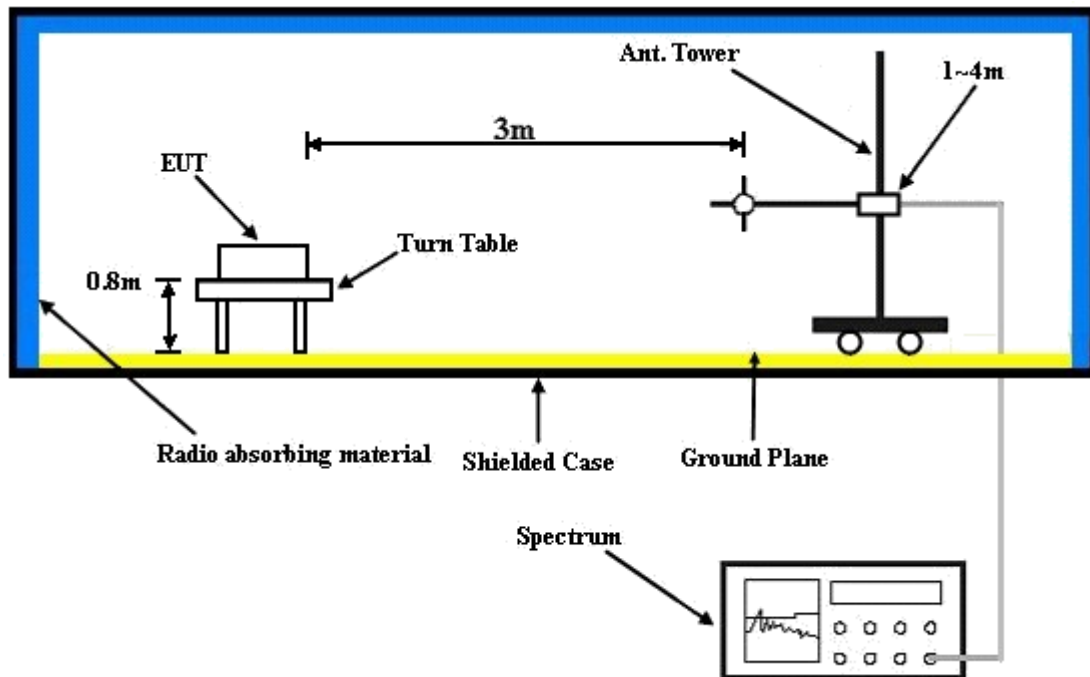 Ant. Tower
1~4m
3m
EUT
Turn Table
0.8m
Radio absorbing material
Shielded Case
Ground Plane
Spectrum